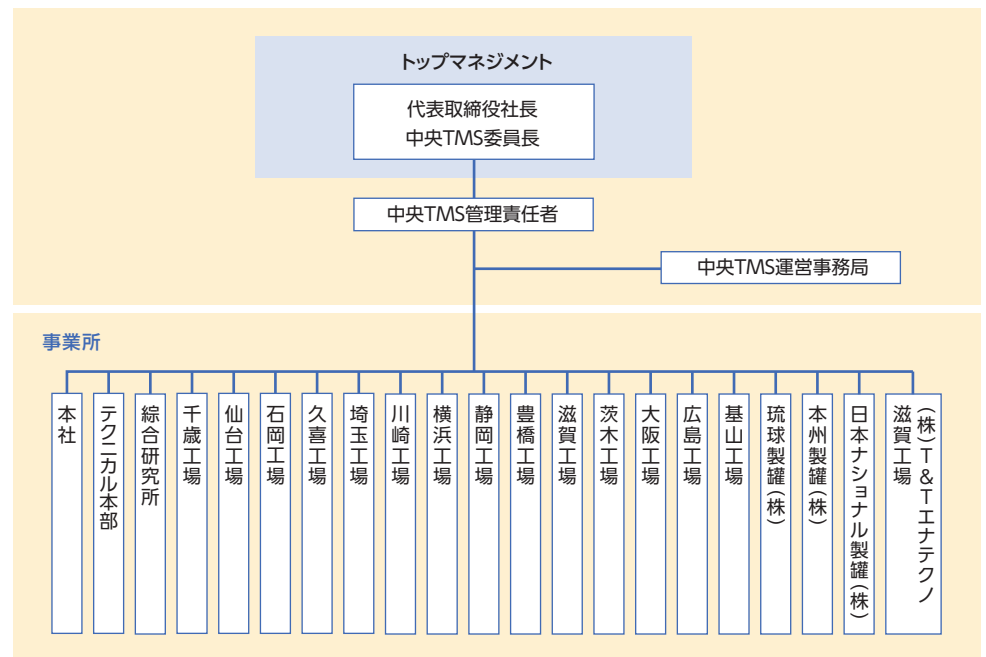 トップマネジメント
代表取締役社長
中央TMS委員長
中央TMS管理責任者
中央TMS運営事務局
事業所
本社
テクニカル本部
綜合研究所
千歳工場
仙台工場
石岡工場
久喜工場
埼玉工場
川崎工場
横浜工場
静岡工場
豊橋工場
滋賀工場
茨木工場
大阪工場
広島工場
基山工場
琉球製罐(株)
本州製罐(株)
日本ナショナル製罐(株)
(株)T&Tエナテクノ
滋賀工場